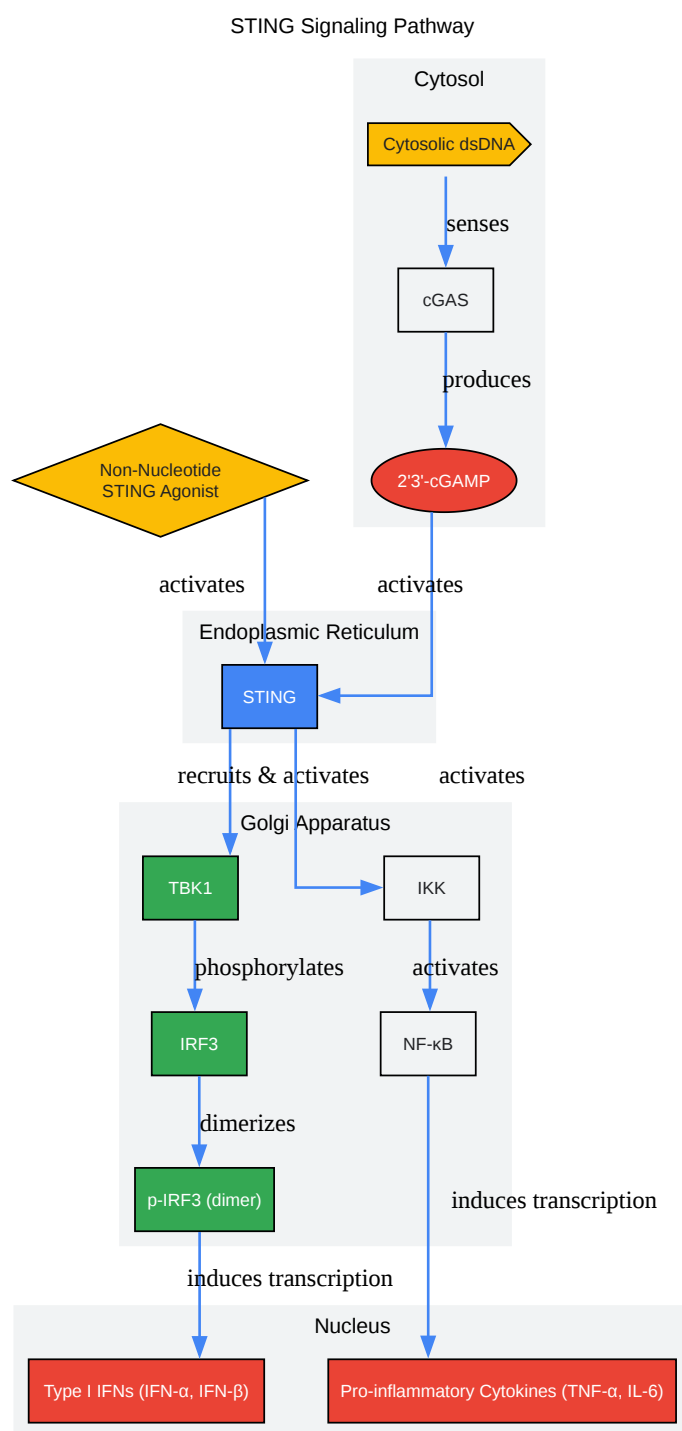 STING Signaling Pathway
Cytosol
Cytosolic dsDNA
senses
cGAS
produces
Non-Nucleotide
STING Agonist
2'3'-cGAMP
activates
activates
Endoplasmic Reticulum
STING
recruits & activates
activates
Golgi Apparatus
TBK1
IKK
phosphorylates
activates
IRF3
NF-κB
dimerizes
p-IRF3 (dimer)
induces transcription
induces transcription
Nucleus
Type I IFNs (IFN-α, IFN-β)
Pro-inflammatory Cytokines (TNF-α, IL-6)